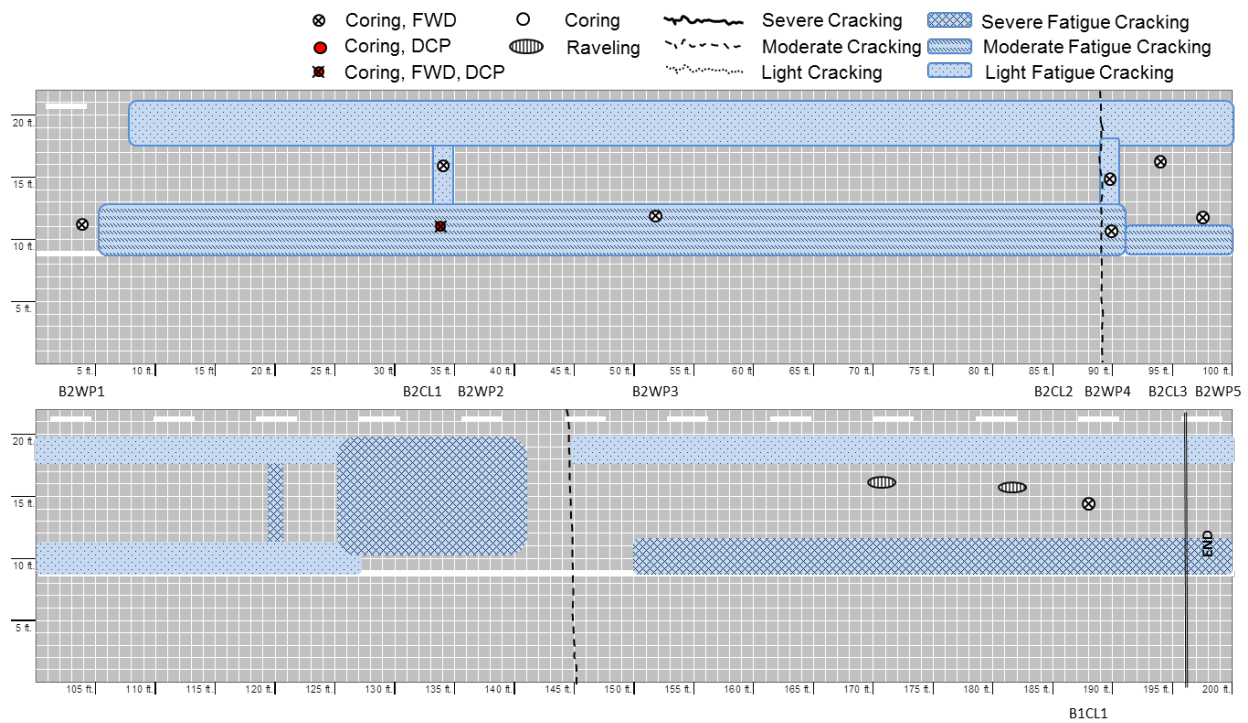 Coring, FWD Coring Severe Cracking Severe Fatigue Cracking
Coring, DCP Raveling Moderate Cracking Moderate Fatigue Cracking
Coring, FWD, DCP Light Cracking Light Fatigue Cracking
20 ft.
15 ft.
10 ft.
5 ft.
5 ft. 10 ft. 15 ft 20 ft. 25 ft. 30 ft. 35 ft. 40 ft. 45 ft. 50 ft. 55 ft. 60 ft. 65 ft. 70 ft. 75 ft. 80 ft. 85 ft. 90 ft. 95 ft. 100 ft.
B2WP1 B2CL1 B2WP2 B2WP3 B2CL2 B2WP4 B2CL3 B2WP5
20 ft.
15 ft.
10 ft.
END
5 ft.
105 ft. 110 ft. 115 ft. 120 ft. 125 ft. 130 ft. 135 ft. 140 ft. 145 ft. 150 ft. 155 ft. 160 ft. 165 ft. 170 ft. 175 ft. 180 ft. 185 ft. 190 ft. 195 ft. 200 ft.
B1CL1